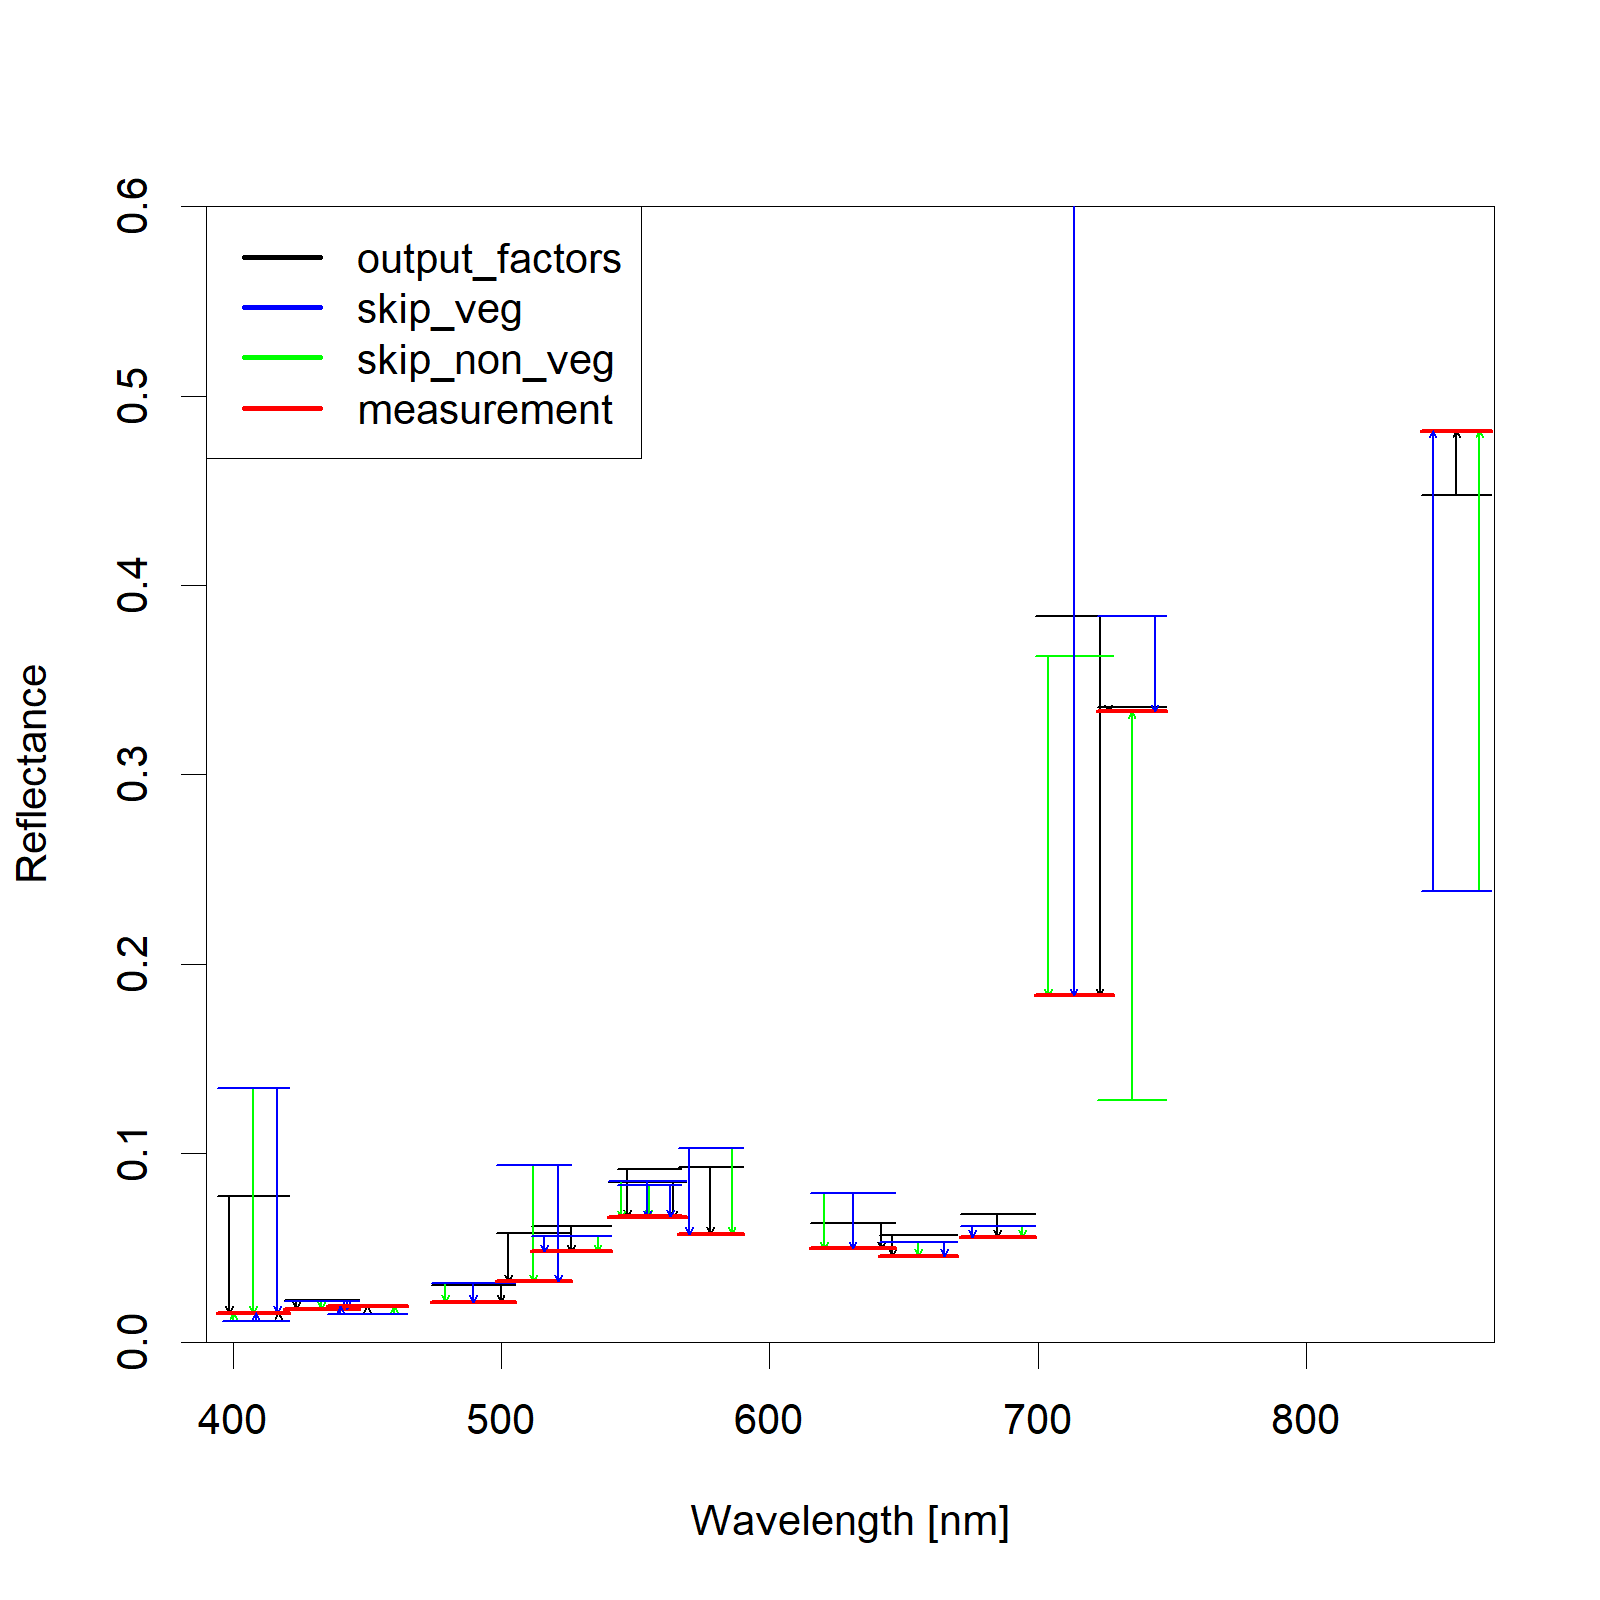 output_factors
skip_veg
skip_non_veg
measurement
0.6
0.5
0.4
0.3
0.2
0.1
0.0
Reflectance
400 500 600 700 800
Wavelength [nm]